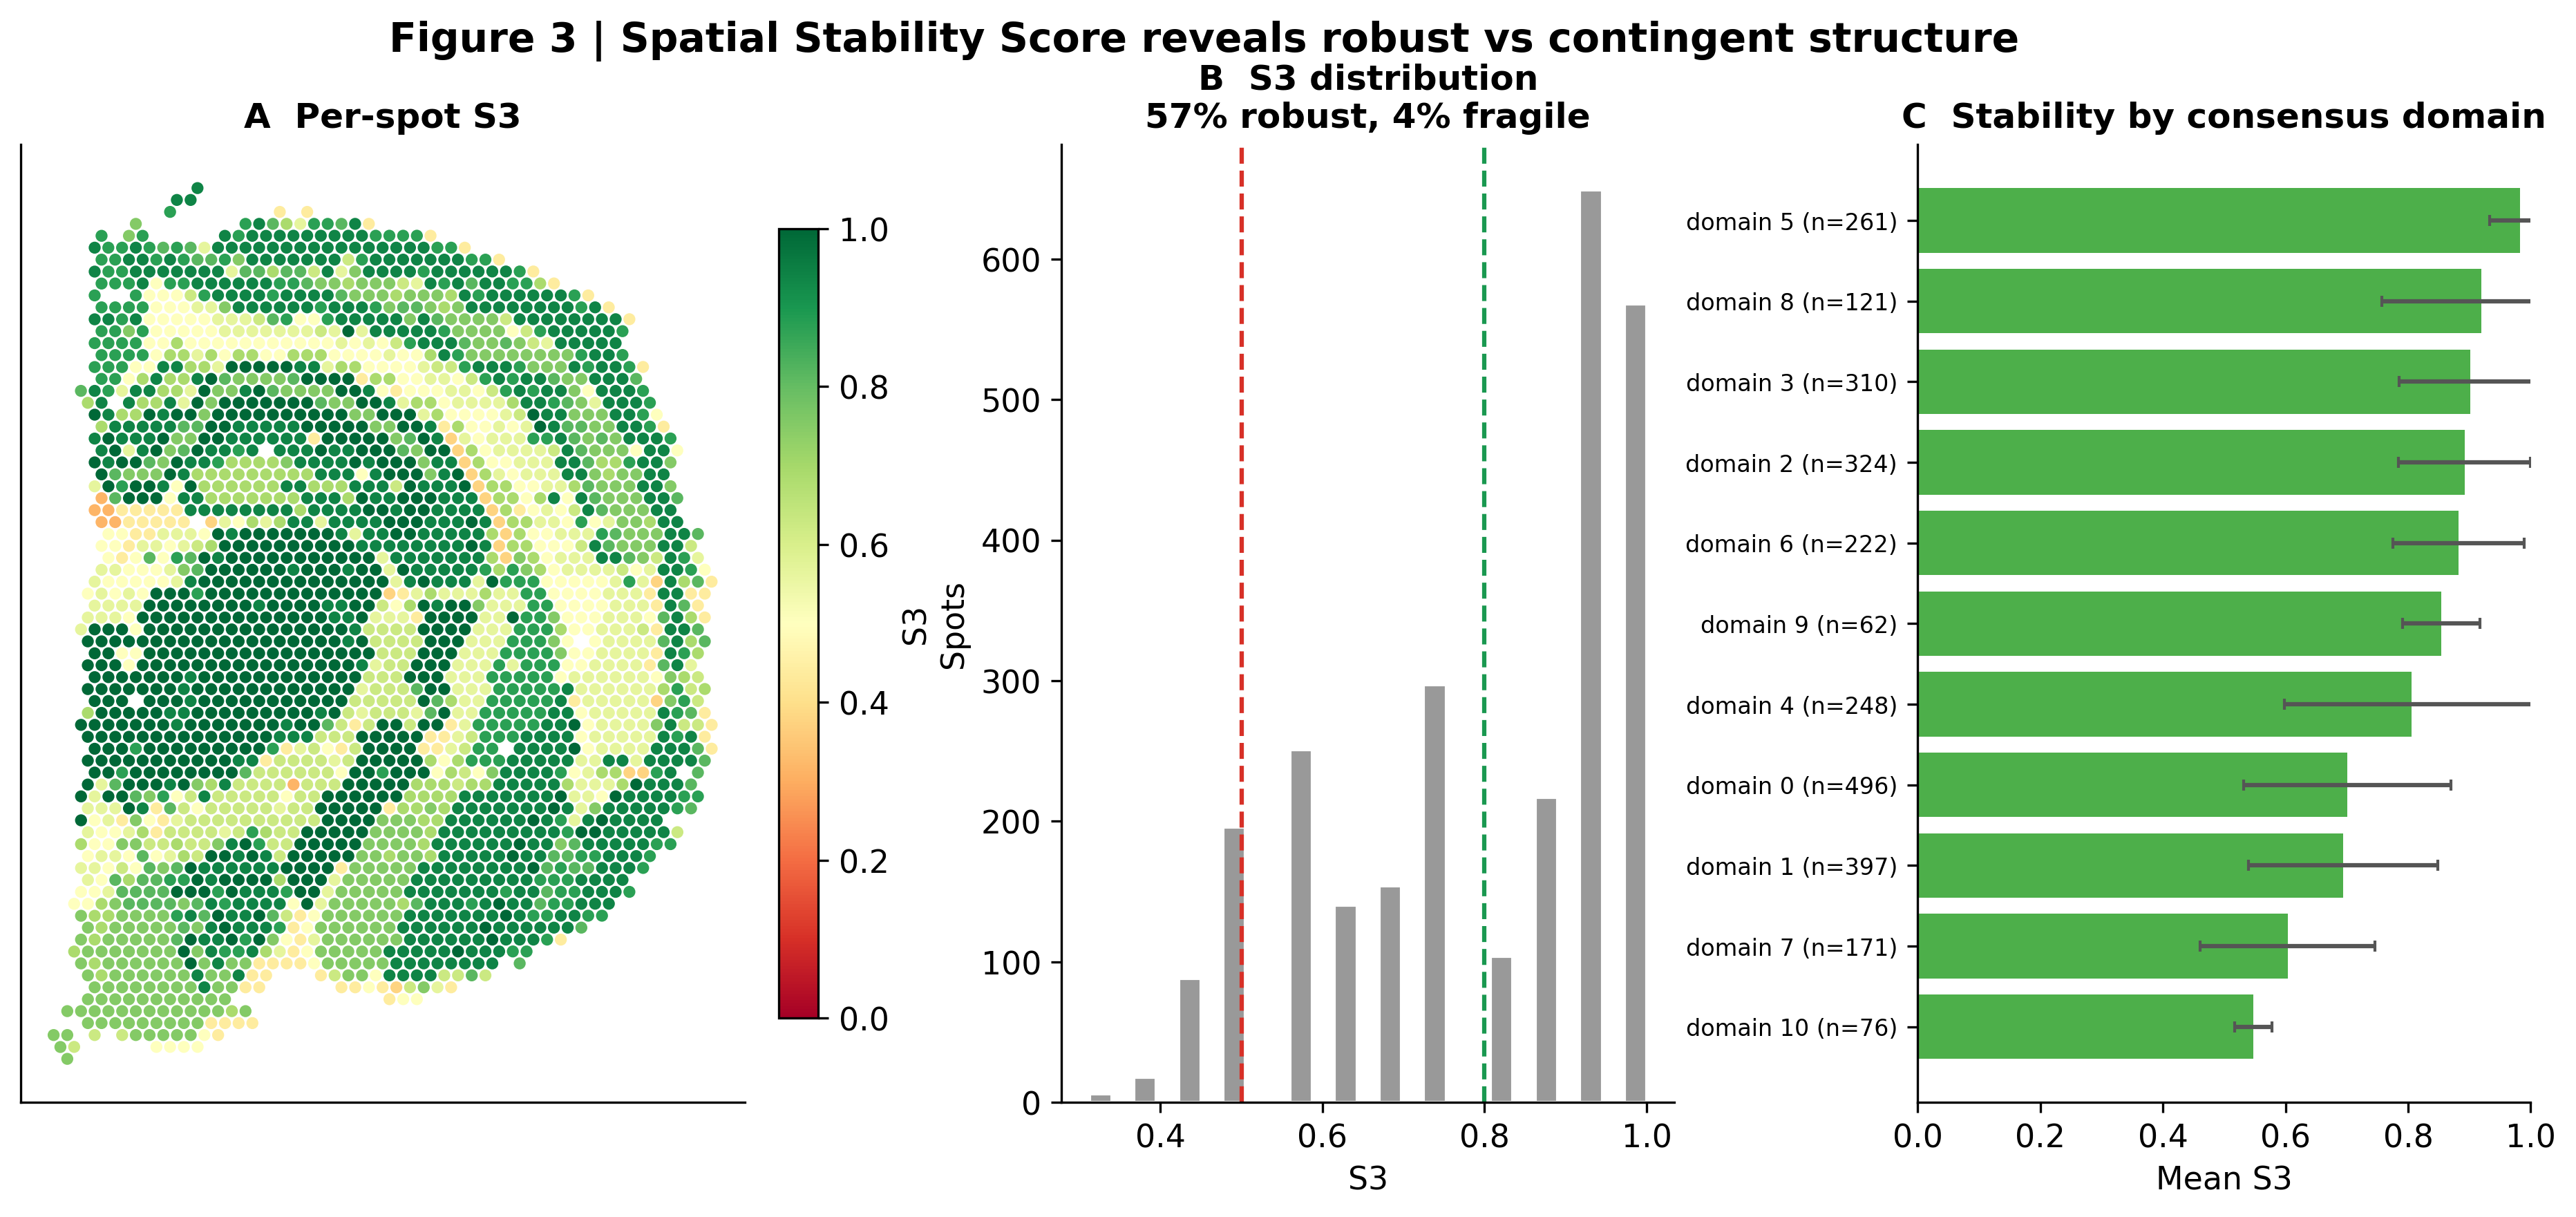 Figure 3 | Spatial Stability Score reveals robust vs contingent structure
A  Per-spot S3
1.0
0.8
0.6
0.4
0.2
0.0
S3
B  S3 distribution
57% robust, 4% fragile
Spots
600
500
400
300
200
100
0
0.4 0.6 0.8 1.0
S3
C  Stability by consensus domain
domain 5 (n=261)
domain 8 (n=121)
domain 3 (n=310)
domain 2 (n=324)
domain 6 (n=222)
domain 9 (n=62)
domain 4 (n=248)
domain 0 (n=496)
domain 1 (n=397)
domain 7 (n=171)
domain 10 (n=76)
0.0 0.2 0.4 0.6 0.8 1.0
Mean S3